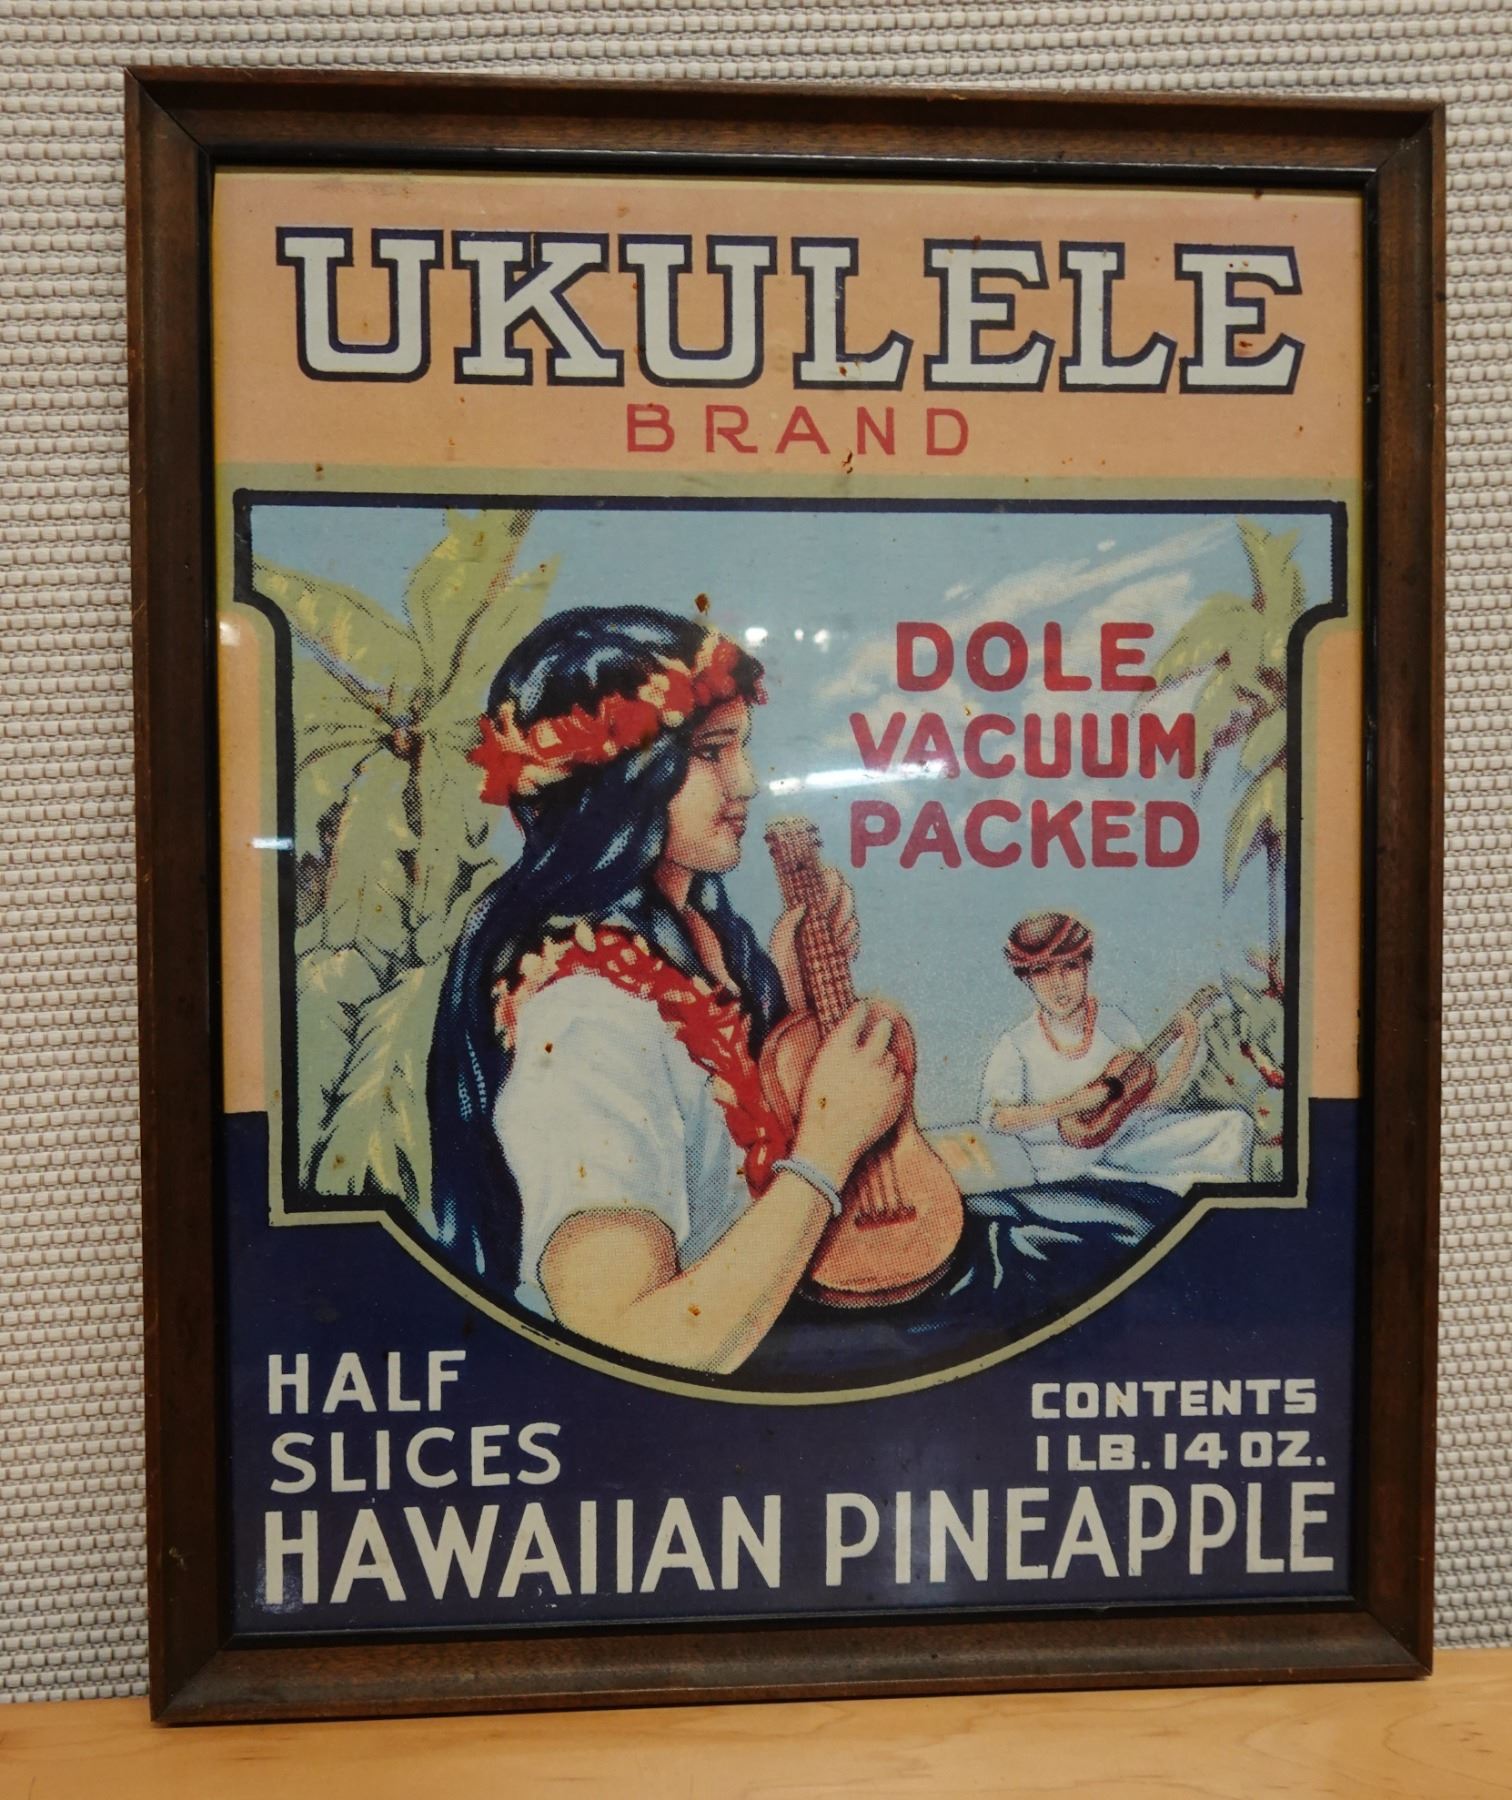 UKULELE
BRAND
DOLE
VACUUM
PACKED
HALF
SLICES
CONTENTS
1 LB. 14 OZ.
HAWAIIAN PINEAPPLE